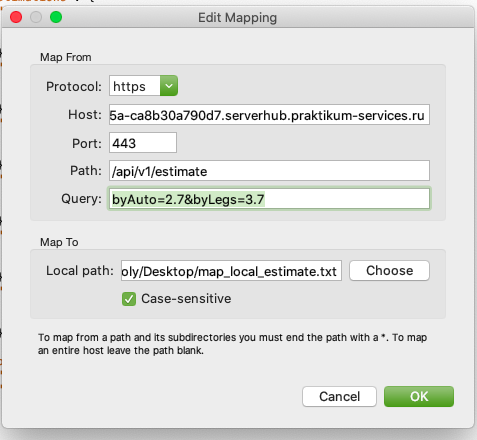 Edit Mapping
Map From
Protocol: https
Host: 5a-ca8b30a790d7.serverhub.praktikum-services.ru
Port: 443
Path: /api/v1/estimate
Query: byAuto=2.7&byLegs=3.7
Map To
Local path: oly/Desktop/map_local_estimate.txt Choose
Case-sensitive
To map from a path and its subdirectories you must end the path with a *. To map
an entire host leave the path blank.
Cancel OK